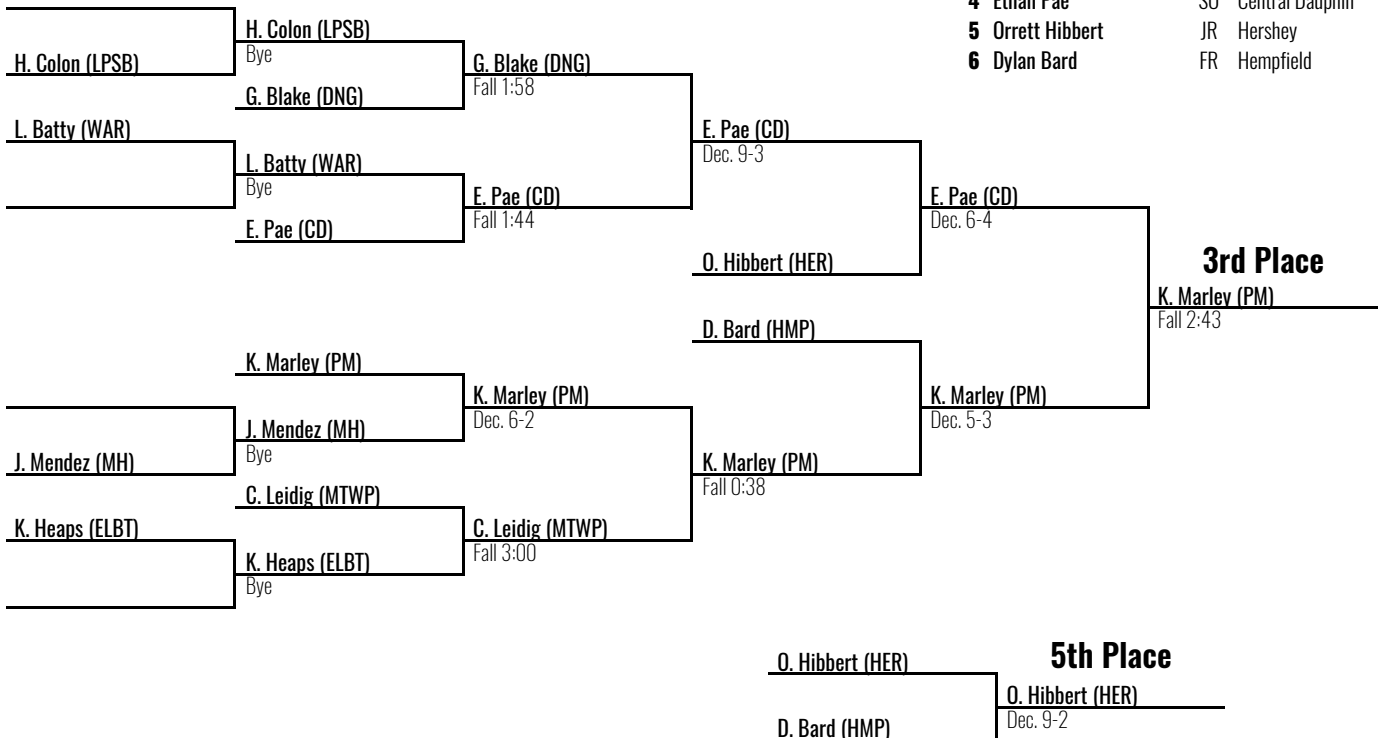 4 Ethan Pae SO Central Dauphin
H. Colon (LPSB)
Bye
5 Orrett Hibbert JR Hershey
H. Colon (LPSB)
G. Blake (DNG)
Fall 1:58
6 Dylan Bard FR Hempfield
G. Blake (DNG)
L. Batty (WAR)
E. Pae (CD)
Dec. 9-3
L. Batty (WAR)
Bye
E. Pae (CD)
Fall 1:44
E. Pae (CD)
Dec. 6-4
E. Pae (CD)
O. Hibbert (HER)
3rd Place
K. Marley (PM)
Fall 2:43
D. Bard (HMP)
K. Marley (PM)
K. Marley (PM)
Dec. 6-2
K. Marley (PM)
Dec. 5-3
J. Mendez (MH)
Bye
J. Mendez (MH)
K. Marley (PM)
Fall 0:38
C. Leidig (MTWP)
K. Heaps (ELBT)
C. Leidig (MTWP)
Fall 3:00
K. Heaps (ELBT)
Bye
5th Place
O. Hibbert (HER)
O. Hibbert (HER)
Dec. 9-2
D. Bard (HMP)